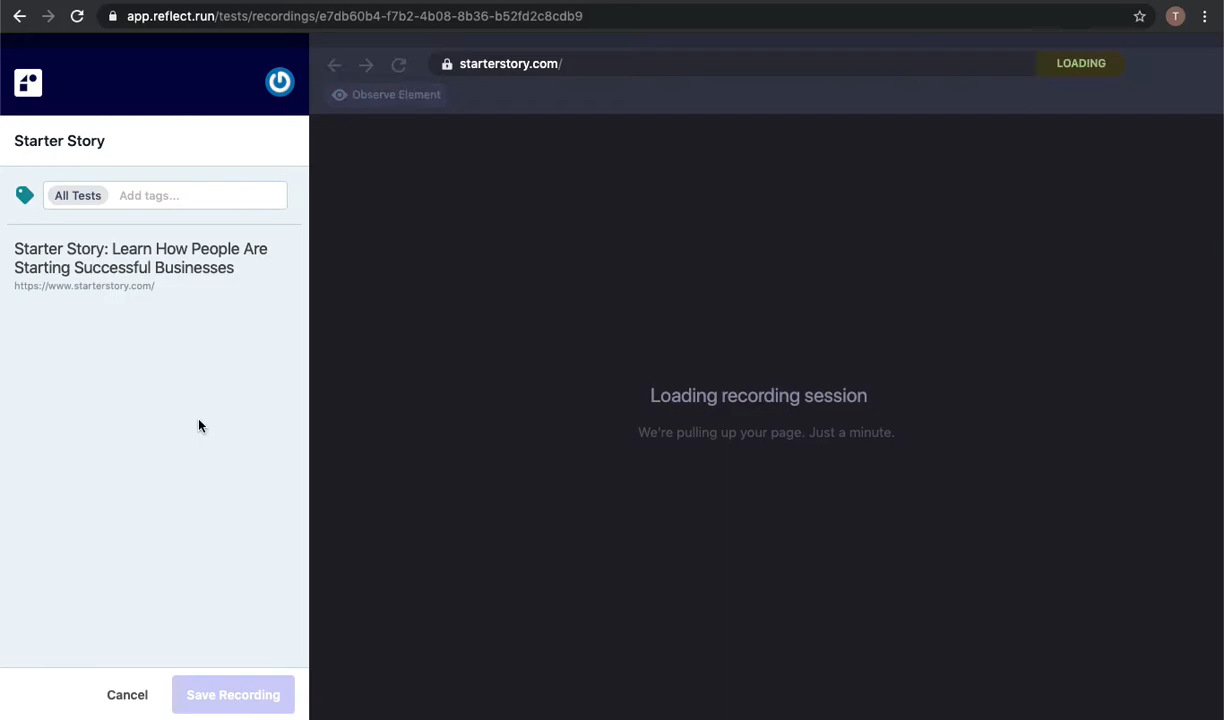 app.reflect.run/tests/recordings/e7db60b4-f7b2-4b08-8b36-b52fd2c8cdb9
T
starterstory.com/
LOADING
Observe Element
Starter Story
All Tests
Add tags...
Starter Story: Learn How People Are
Starting Successful Businesses
https://www.starterstory.com/
Loading recording session
We're pulling up your page. Just a minute.
Cancel
Save Recording